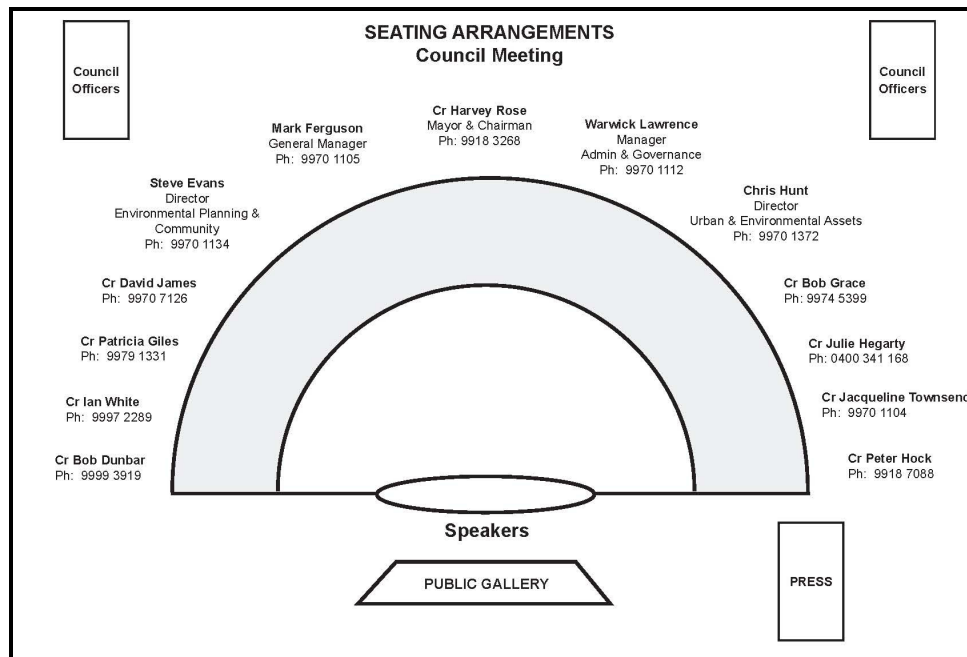 SEATING ARRANGEMENTS
Council Meeting
Council
Officers
Council
Officers
Cr Harvey Rose
Mayor & Chairman
Ph: 9918 3268
Mark Ferguson
General Manager
Ph: 9970 1105
Warwick Lawrence
Manager
Admin & Governance
Ph: 9970 1112
Steve Evans
Director
Environmental Planning &
Community
Ph: 9970 1134
Chris Hunt
Director
Urban & Environmental Assets
Ph: 9970 1372
Cr David James
Ph: 9970 7126
Cr Bob Grace
Ph: 9974 5399
Cr Patricia Giles
Ph: 9979 1331
Cr Julie Hegarty
Ph: 0400 341 168
Cr Ian White
Ph: 9997 2289
Cr Jacqueline Townsend
Ph: 9970 1104
Cr Bob Dunbar
Ph: 9999 3919
Cr Peter Hock
Ph: 9918 7088
Speakers
PUBLIC GALLERY
PRESS